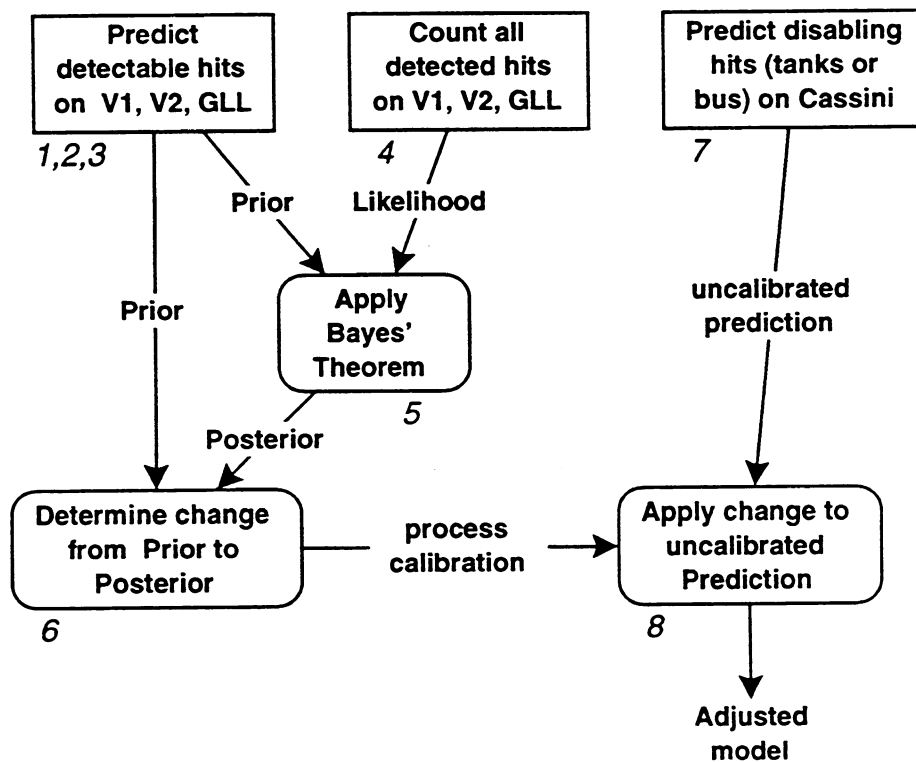 Predict
detectable hits
on V1, V2, GLL
1,2,3
Count all
detected hits
on V1, V2, GLL
4
Predict disabling
hits (tanks or
bus) on Cassini
7
Prior
Likelihood
Prior
Apply
Bayes'
Theorem
5
uncalibrated
prediction
Posterior
Determine change
from Prior to
Posterior
6
process
calibration
Apply change to
uncalibrated
Prediction
8
Adjusted
model